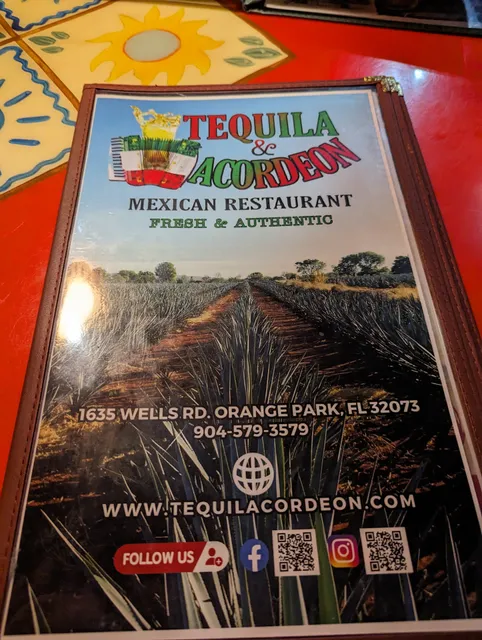 TEQUILA
&
ACORDEON
MEXICAN RESTAURANT
FRESH & AUTHENTIC
1635 WELLS RD. ORANGE PARK, FL 32073
904-579-3579
WWW.TEQUILACORDEON.COM
FOLLOW US